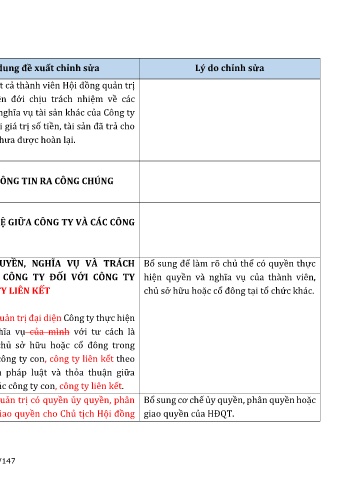 dung đề xuất chỉnh sửa
Lý do chỉnh sửa
t cả thành viên Hội đồng quản trị
ên đới chịu trách nhiệm về các
nghĩa vụ tài sản khác của Công ty
i giá trị số tiền, tài sản đã trả cho
hưa được hoàn lại.
ÔNG TIN RA CÔNG CHÚNG
Ệ GIỮA CÔNG TY VÀ CÁC CÔNG
UYỀN, NGHĨA VỤ VÀ TRÁCH
CÔNG TY ĐỐI VỚI CÔNG TY
TY LIÊN KẾT
uản trị đại diện Công ty thực hiện
hĩa vụ của mình với tư cách là
chủ sở hữu hoặc cổ đông trong
công ty con, công ty liên kết theo
pháp luật và thỏa thuận giữa
ác công ty con, công ty liên kết.
Bổ sung để làm rõ chủ thể có quyền thực
hiện quyền và nghĩa vụ của thành viên,
chủ sở hữu hoặc cổ đông tại tổ chức khác.
uản trị có quyền ủy quyền, phân
iao quyền cho Chủ tịch Hội đồng
Bổ sung cơ chế ủy quyền, phân quyền hoặc
giao quyền của HĐQT.
/147